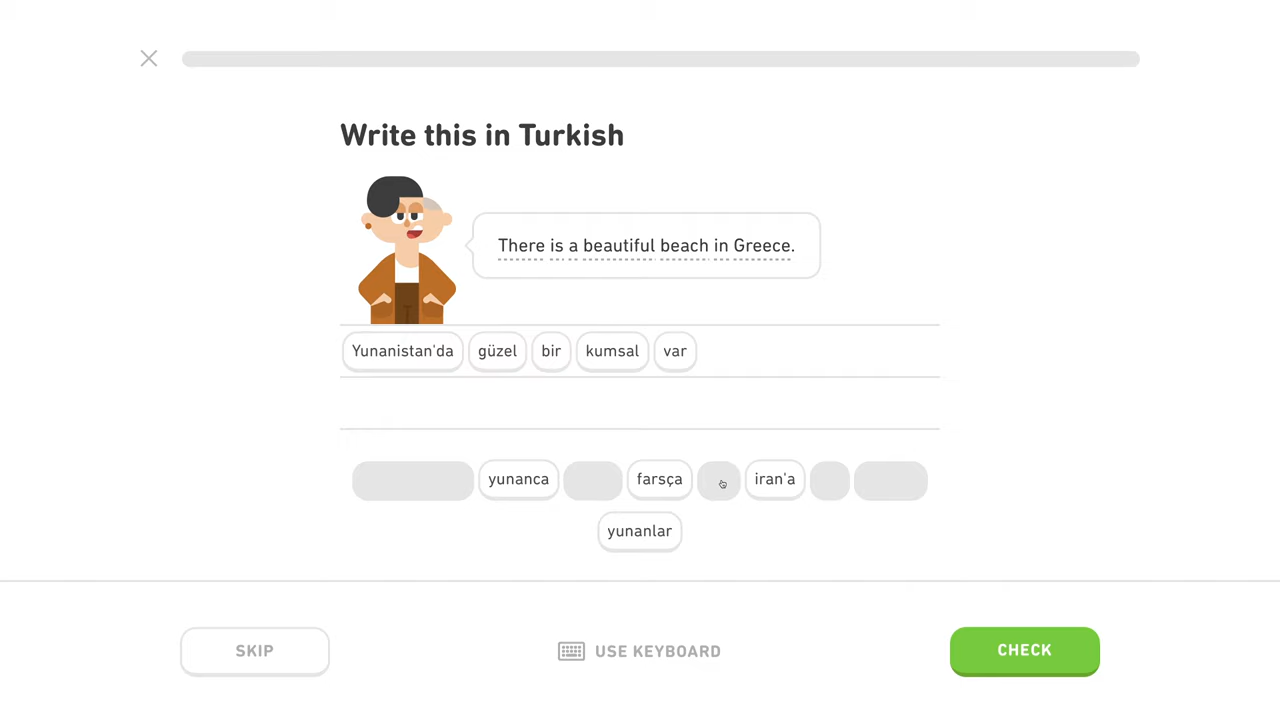 Write this in Turkish
There is a beautiful beach in Greece.
Yunanistan'da güzel bir kumsal var
yunanca farsça iran'a
yunanlar
SKIP USE KEYBOARD CHECK